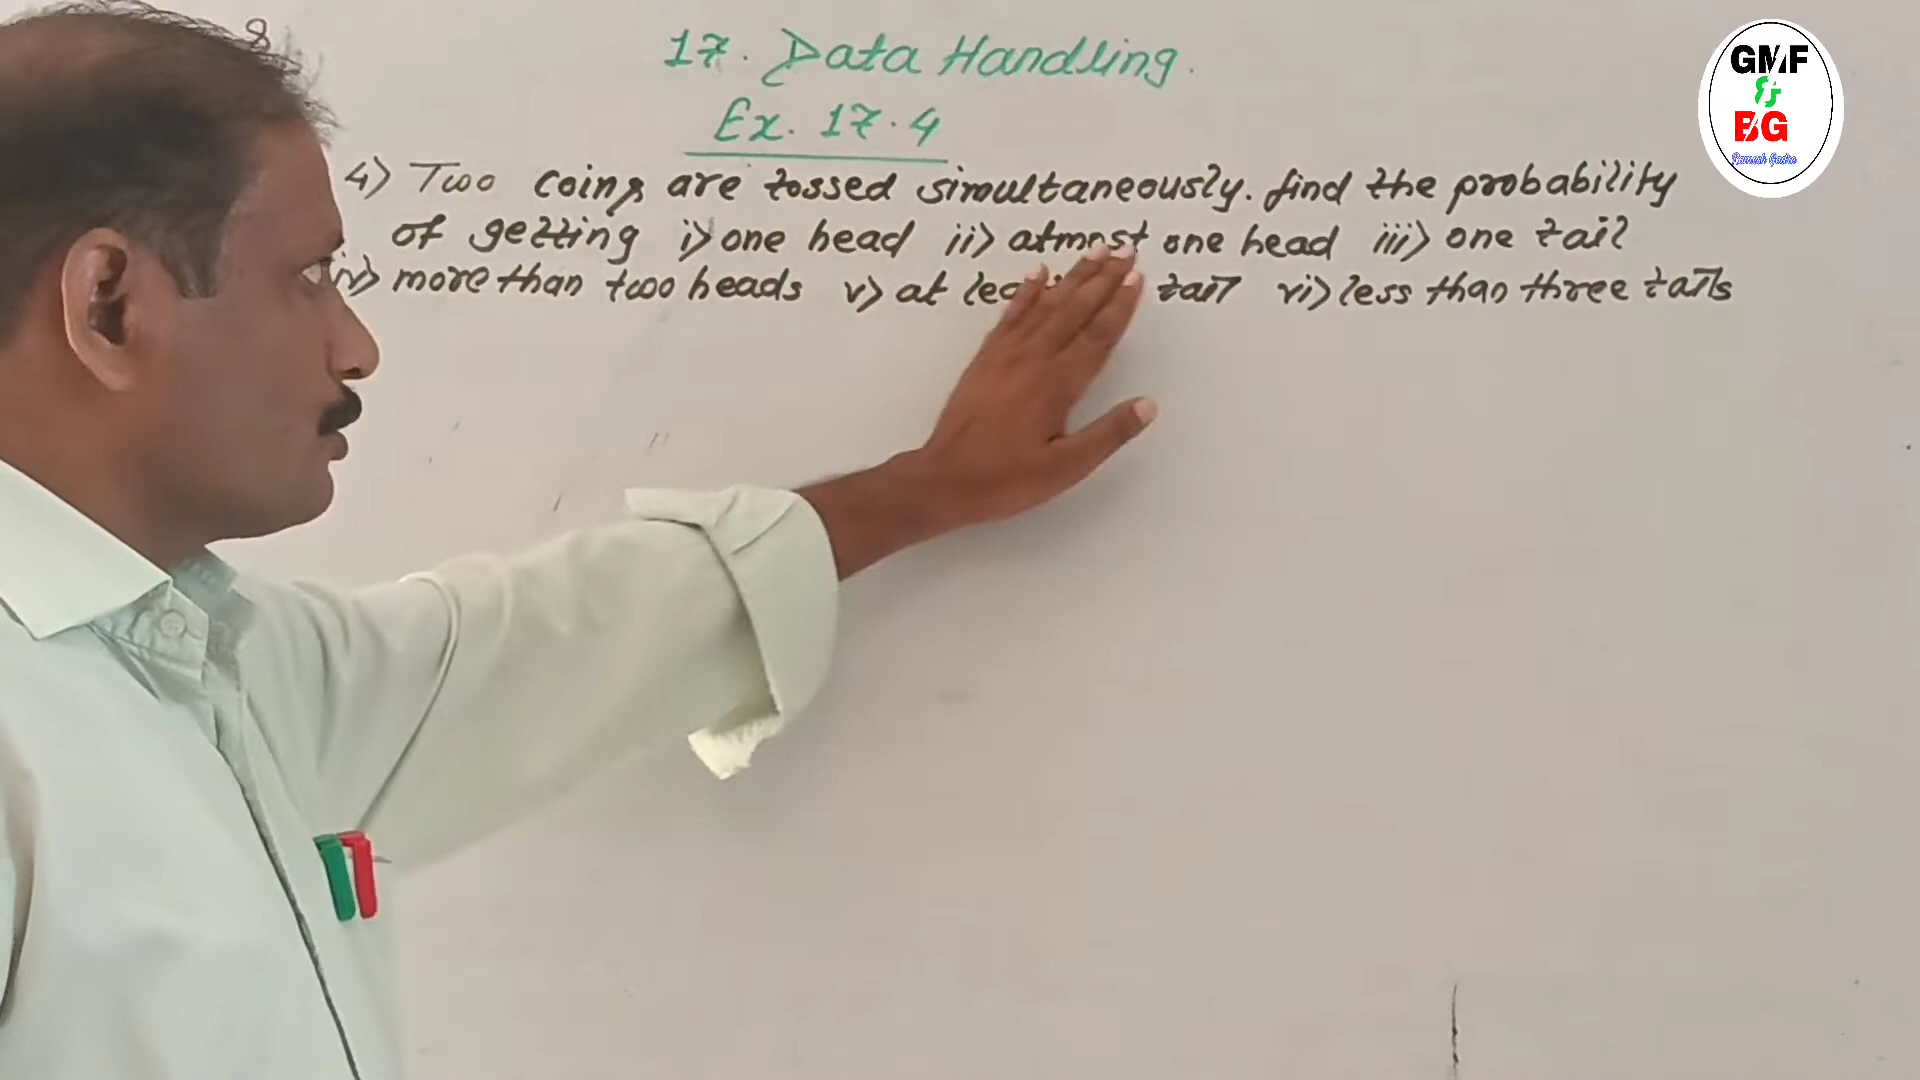 8
17. Data Handling.
Ex. 17.4
4) Two coins are tossed simultaneously. find the probability
of getting i) one head ii) atmost one head iii) one tail
iv) more than two heads v) at tail vi) less than three tails
GMF
&
BG